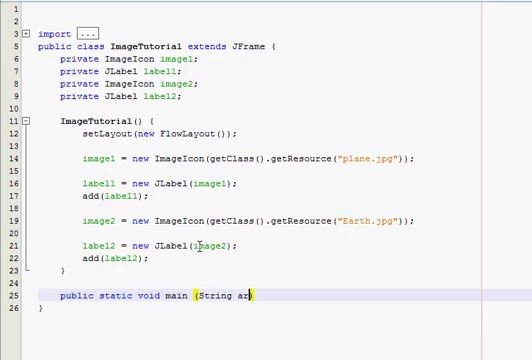 1
2
3 import ...
5 public class ImageTutorial extends JFrame {
6 private ImageIcon image1;
7 private JLabel label1;
8 private ImageIcon image2;
9 private JLabel label2;
10
11 ImageTutorial() {
12 setLayout(new FlowLayout());
13
14 image1 = new ImageIcon(getClass().getResource("plane.jpg"));
15
16 label1 = new JLabel(image1);
17 add(label1);
18
19 image2 = new ImageIcon(getClass().getResource("Earth.jpg"));
20
21 label2 = new JLabel(image2);
22 add(label2);
23 }
24
25 public static void main (String ar)
26 }